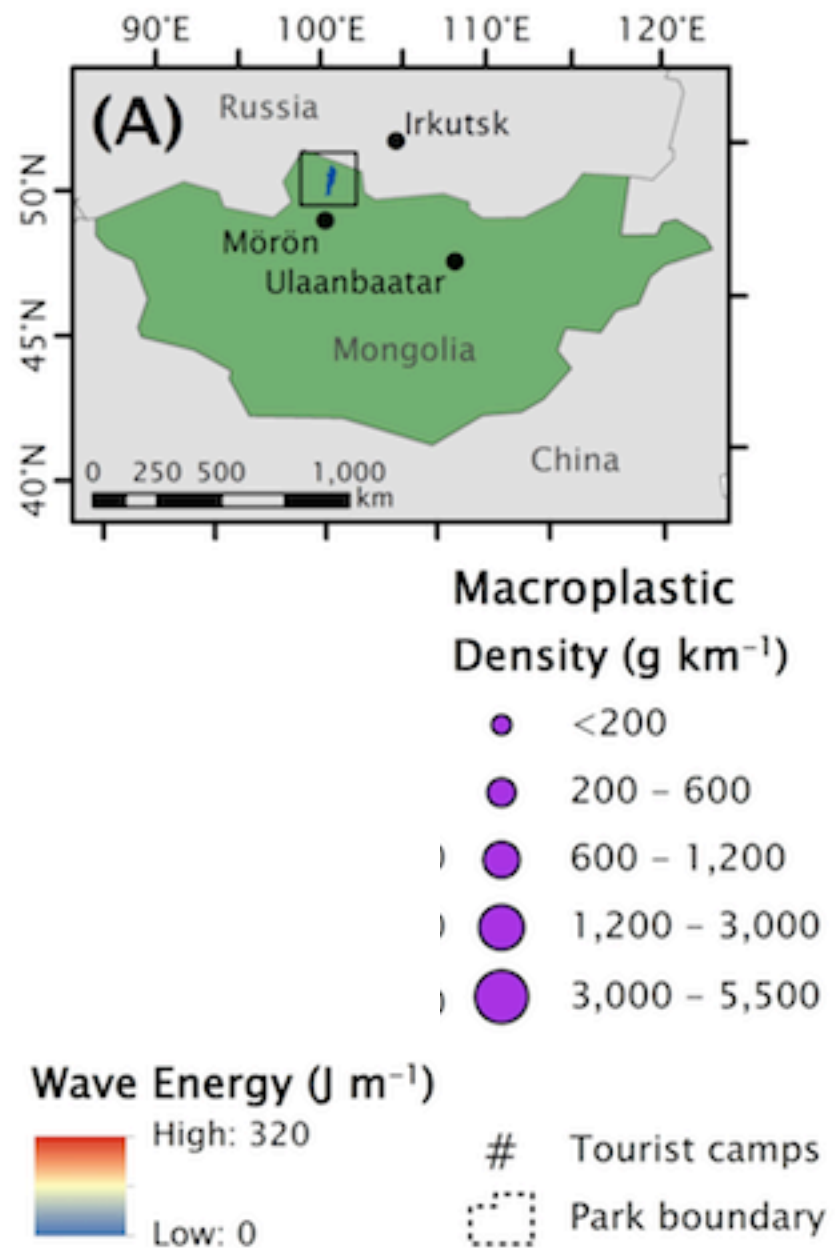 90°E 100°E 110°E 120°E
(A)
Russia
Irkutsk
50°N
Mörön
Ulaanbaatar
45°N
Mongolia
China
40°N
0 250 500 1,000
km
Macroplastic
Density (g km⁻¹)
<200
200 – 600
) 600 – 1,200
) 1,200 – 3,000
) 3,000 – 5,500
Wave Energy (J m⁻¹)
High: 320
Low: 0
# Tourist camps
Park boundary